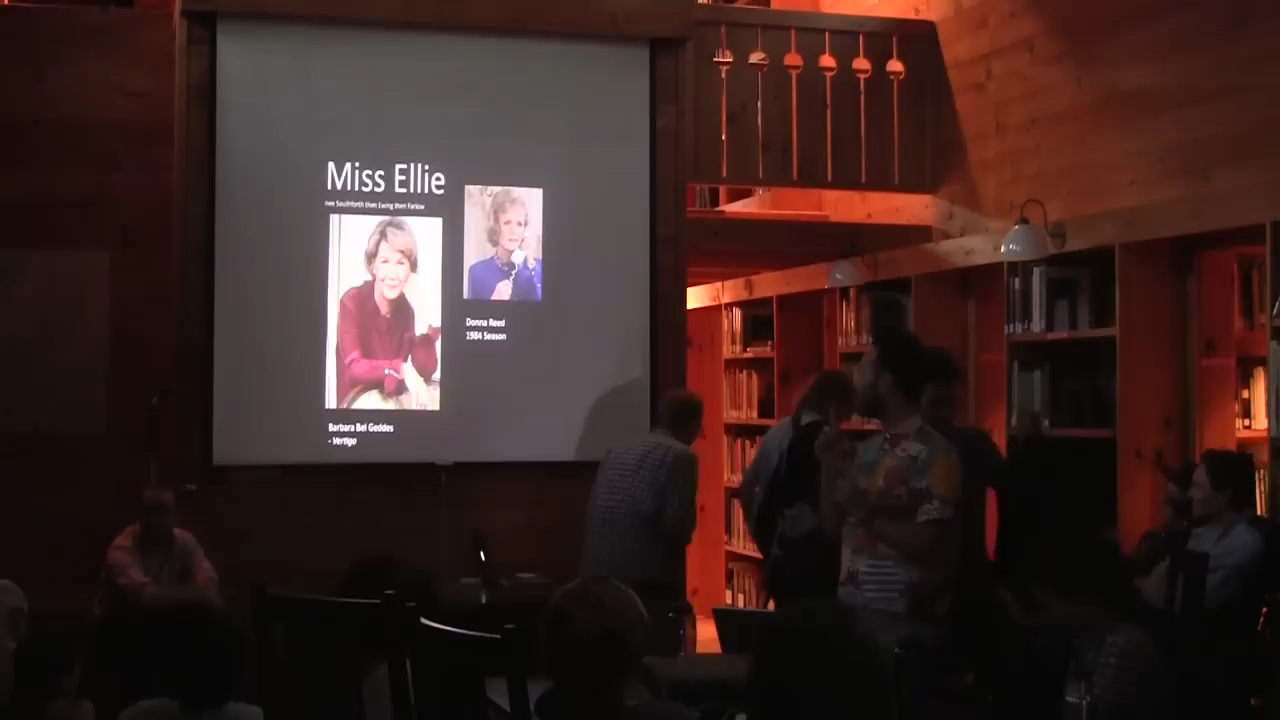 Miss Ellie
nee Southforth then Ewing then Farlow
Donna Reed
1984 Season
Barbara Bel Geddes
- Vertigo